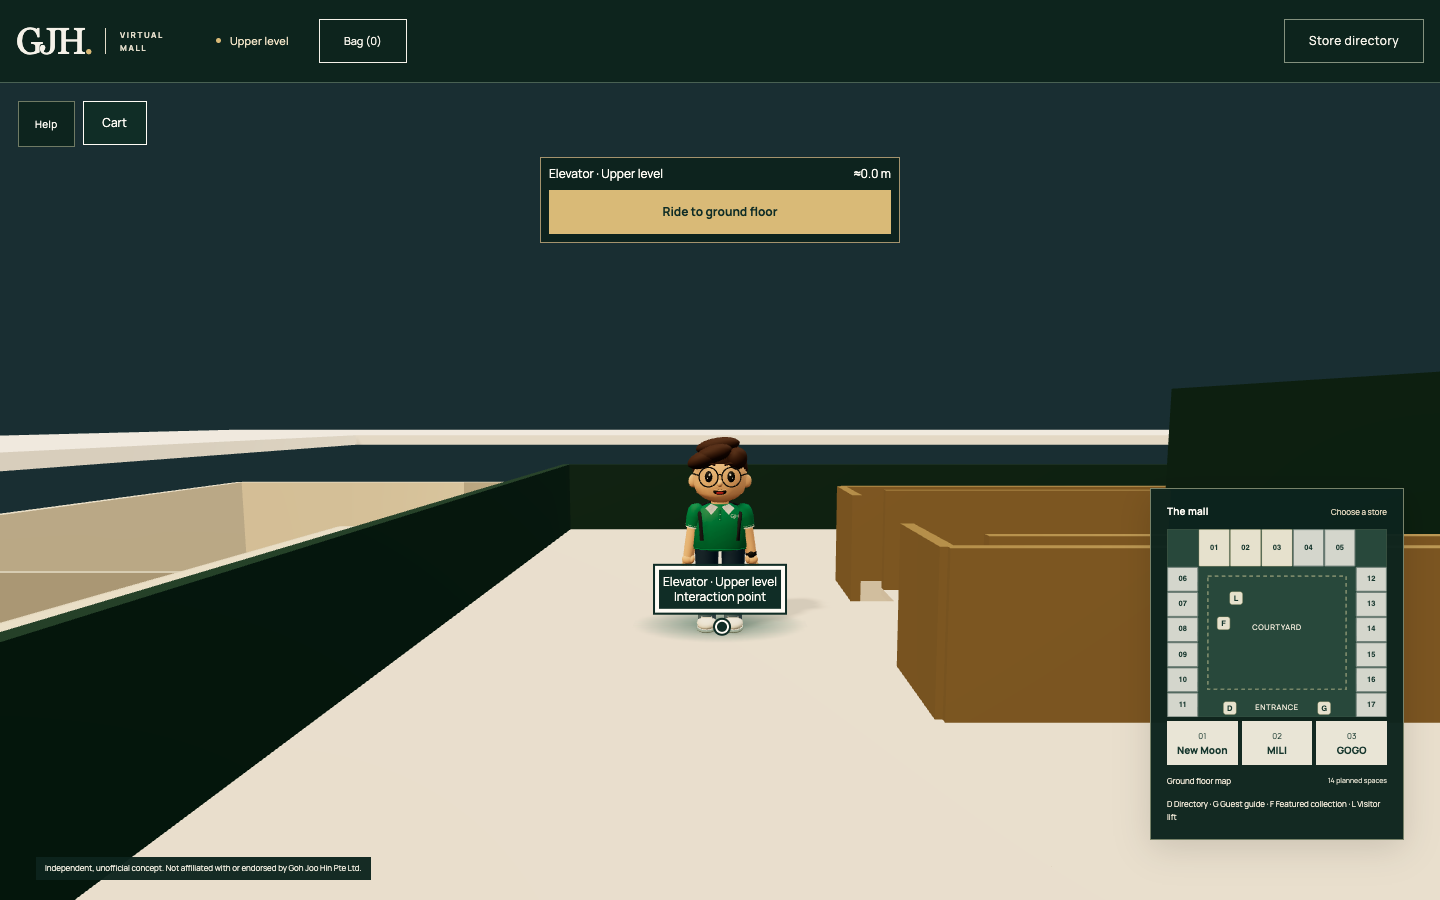 GJH.
VIRTUAL
MALL
Upper level
Bag (0)
Store directory
Help
Cart
Elevator · Upper level
≈0.0 m
Ride to ground floor
Elevator · Upper level
Interaction point
The mall
Choose a store
01 02 03 04 05
06 12
07 13
L
F
COURTYARD
08 14
09 15
10 16
11 17
D
ENTRANCE
G
01
New Moon
02
MILI
03
GOGO
Ground floor map
14 planned spaces
D Directory · G Guest guide · F Featured collection · L Visitor
lift
Independent, unofficial concept. Not affiliated with or endorsed by Goh Joo Hin Pte Ltd.